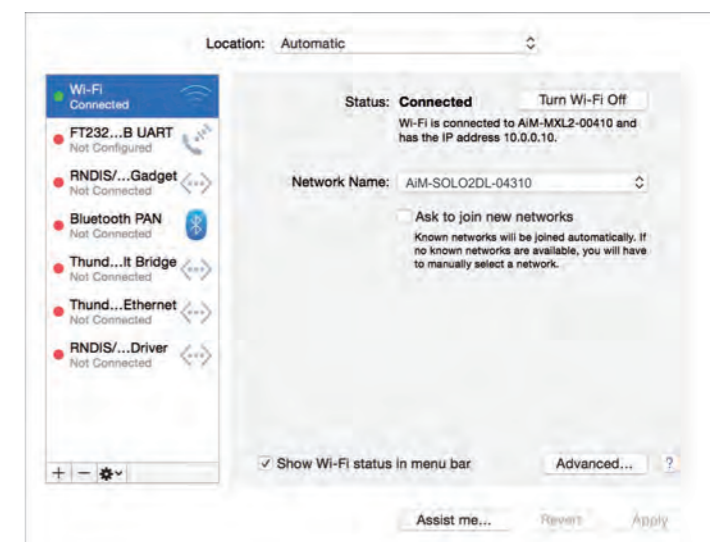 Location: Automatic
Wi-Fi
Connected
FT232...B UART
Not Configured
RNDIS/...Gadget
Not Connected
Bluetooth PAN
Not Connected
Thund...lt Bridge
Not Connected
Thund...Ethernet
Not Connected
RNDIS/...Driver
Not Connected
Status: Connected Turn Wi-Fi Off
Wi-Fi is connected to AiM-MXL2-00410 and
has the IP address 10.0.0.10.
Network Name: AiM-SOLO2DL-04310
Ask to join new networks
Known networks will be joined automatically. If
no known networks are available, you will have
to manually select a network.
Show Wi-Fi status in menu bar Advanced... ?
+ −
Assist me... Revert Apply